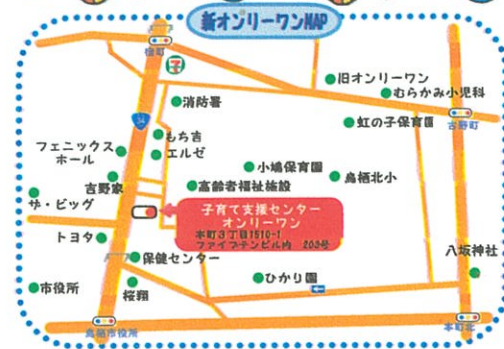 新オンリーワンMAP
桜町
消防署
旧オンリーワン
むらかみ小児科
古野町
虹の子保育園
34
もち吉
エルゼ
フェニックス
ホール
小鳩保育園
鳥栖北小
高齢者福祉施設
吉野家
ザ・ビッグ
子育て支援センター
オンリーワン
本町3丁目1510-1
ファイブテンビル内 203号
トヨタ
保健センター
八坂神社
ひかり園
市役所
桜翔
鳥栖市役所
本町北